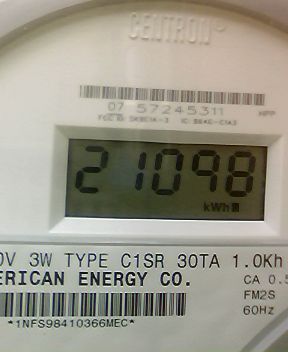 CENTRON®
07 57245311
HPP
21098
kWh
0V 3W TYPE C1SR 30TA 1.0Kh
ERICAN ENERGY CO.
CA 0.5
FM2S
60Hz
*1NFS98410366MEC*